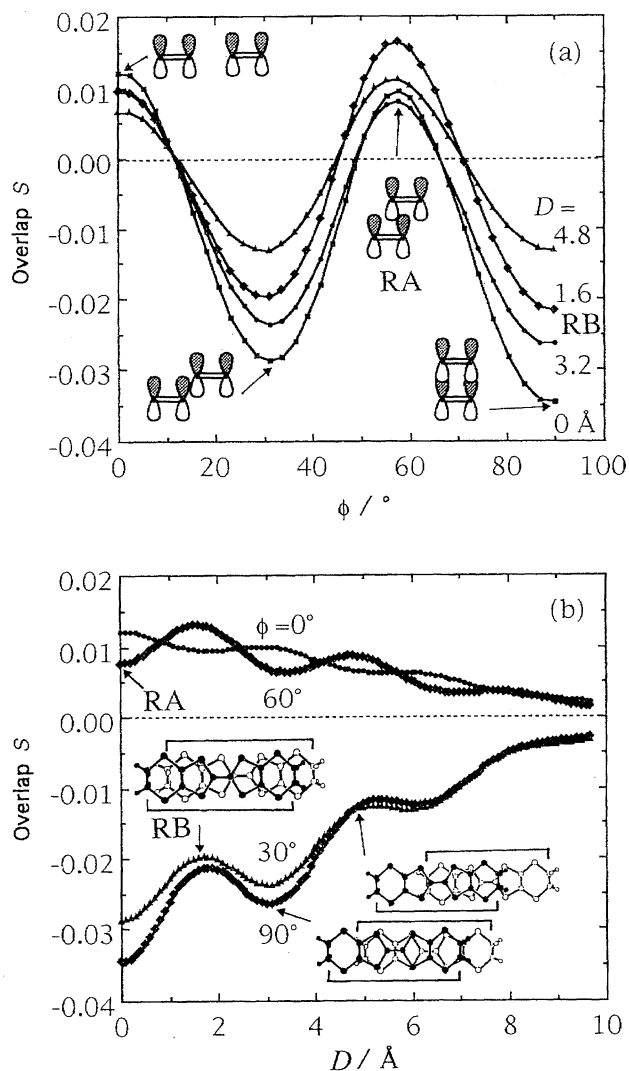 0.02
(a)
0.01
0.00
-0.01
-0.02
-0.03
-0.04
Overlap S
RA
D =
4.8
1.6
RB
3.2
0 Å
0
20
40
60
80
100
ϕ / °
0.02
(b)
ϕ =0°
0.01
RA
60°
0.00
-0.01
RB
30°
-0.02
90°
-0.03
-0.04
Overlap S
0
2
4
6
8
10
D / Å